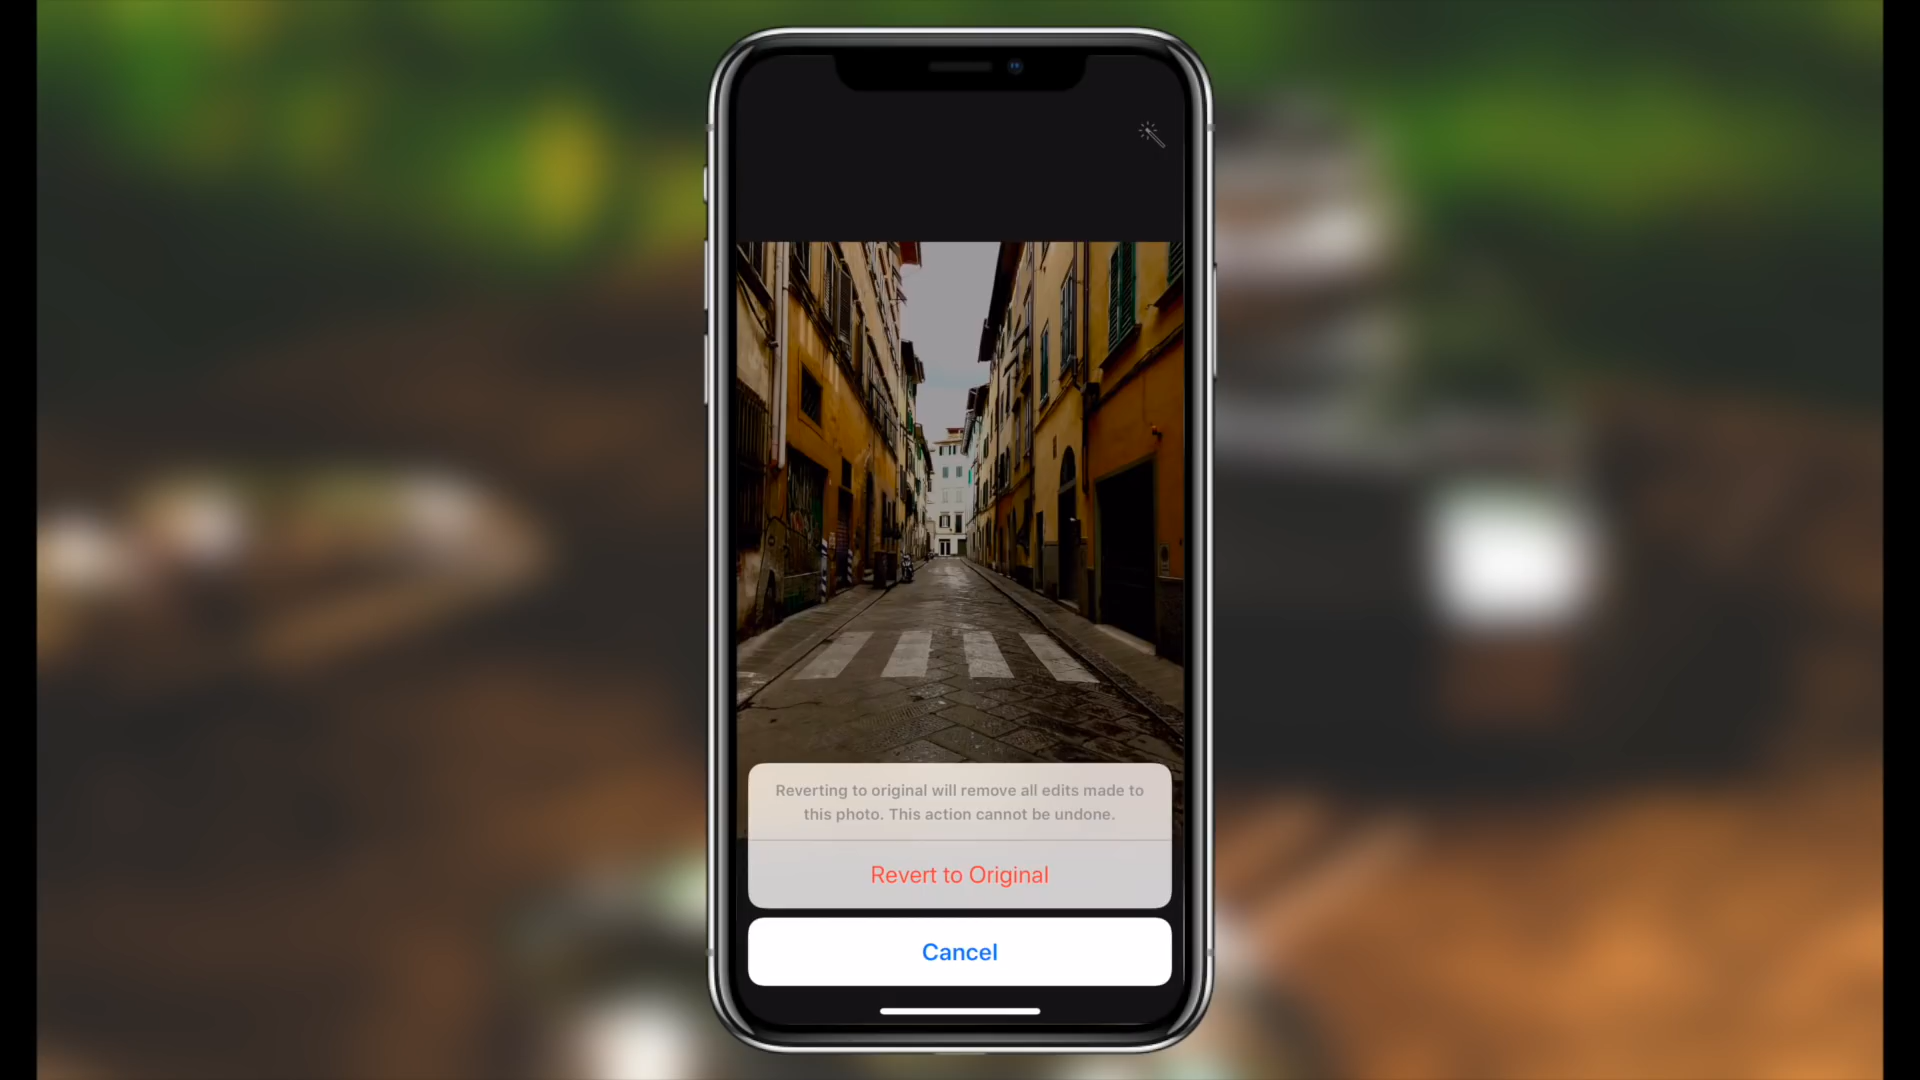 Reverting to original will remove all edits made to
this photo. This action cannot be undone.
Revert to Original
Cancel